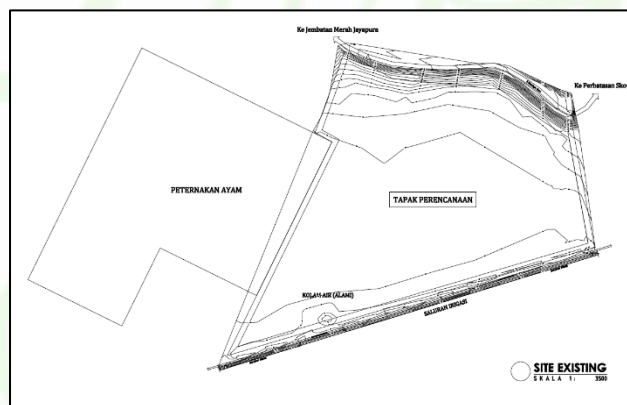 Ke Jembatan Merah Jayapura
Ke Perbatasan Skow
PETERNAKAN AYAM
TAPAK PERENCANAAN
KOLAM AIR (ALAMI)
SALURAN IRIGASI
SITE EXISTING
SKALA 1: 3500